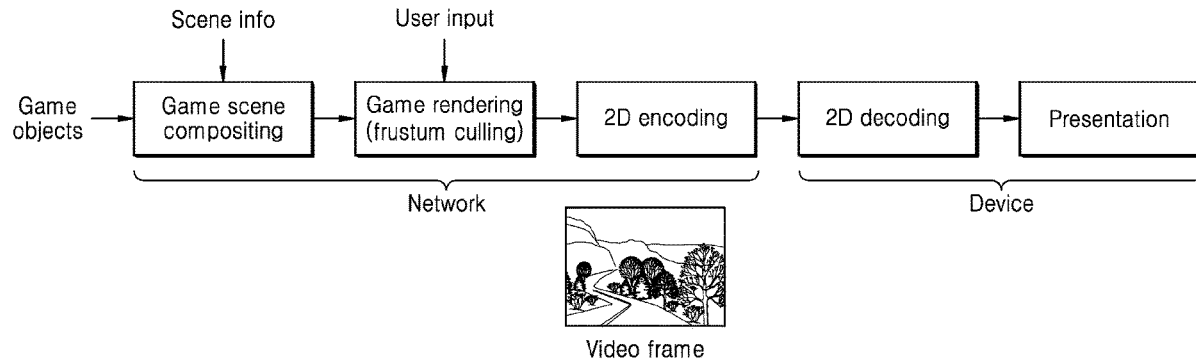 Scene info
User input
Game
objects
Game scene
compositing
Game rendering
(frustum culling)
2D encoding
2D decoding
Presentation
Network
Device
Video frame